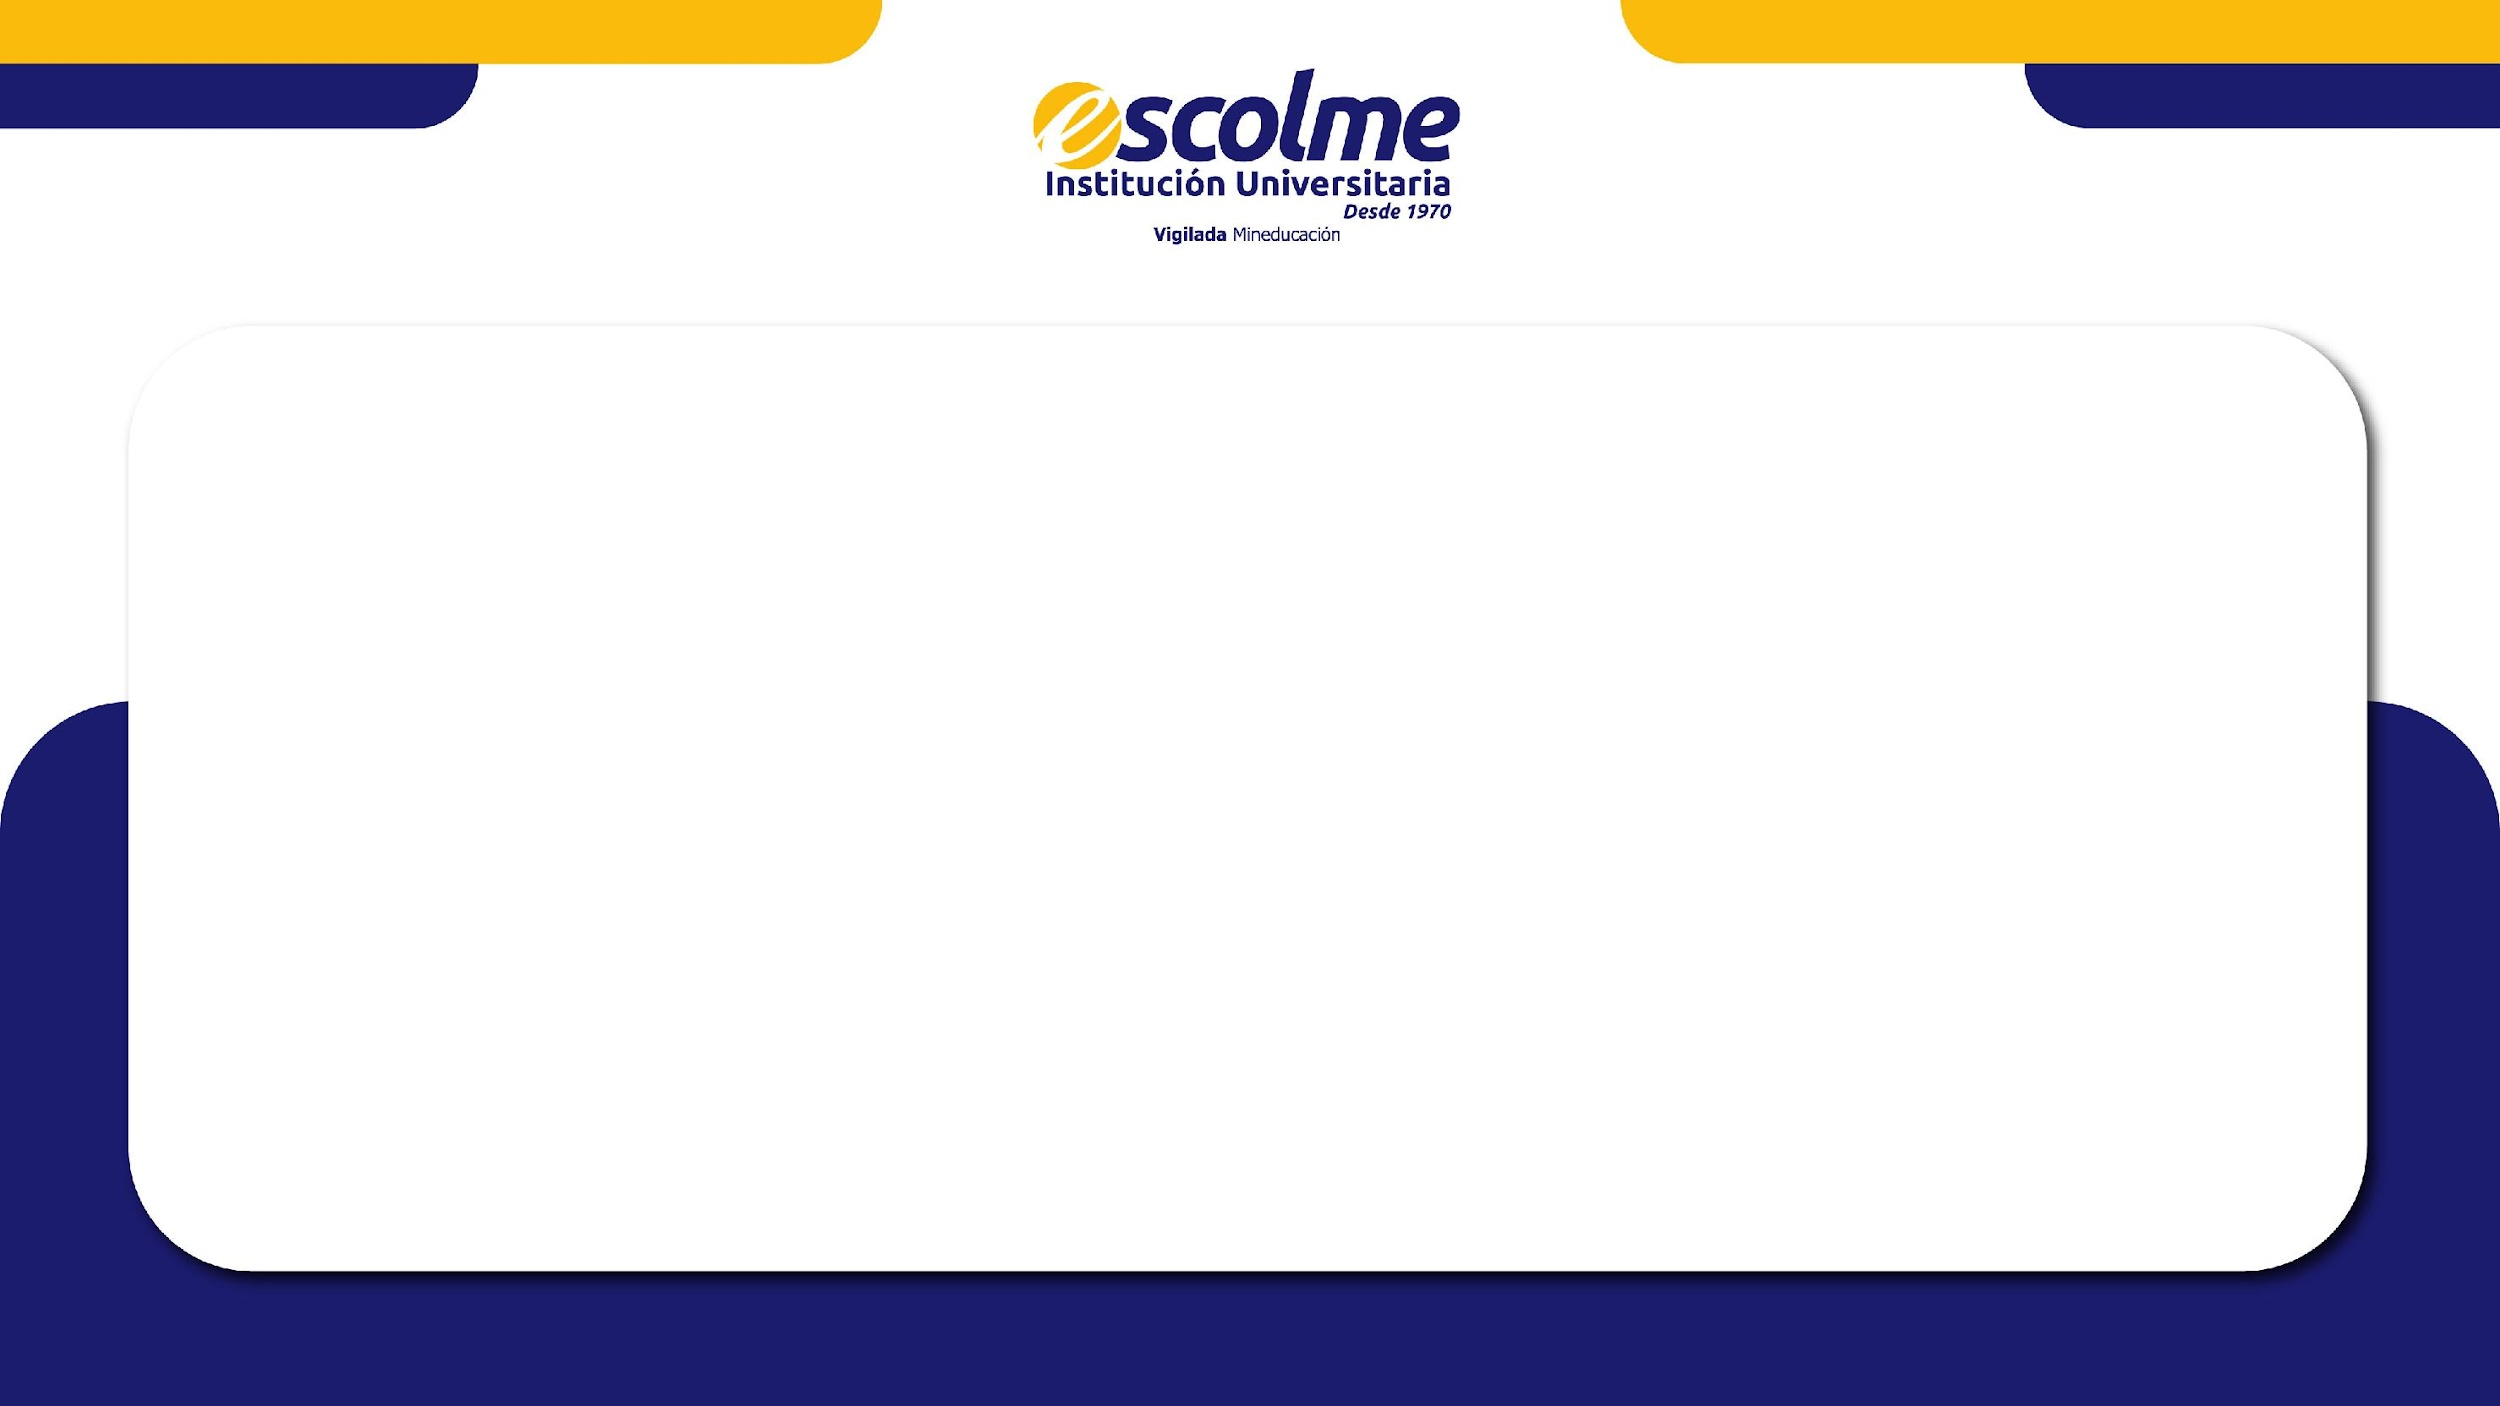 escolme
Institución Universitaria
Desde 1970
Vigilada Mineducación